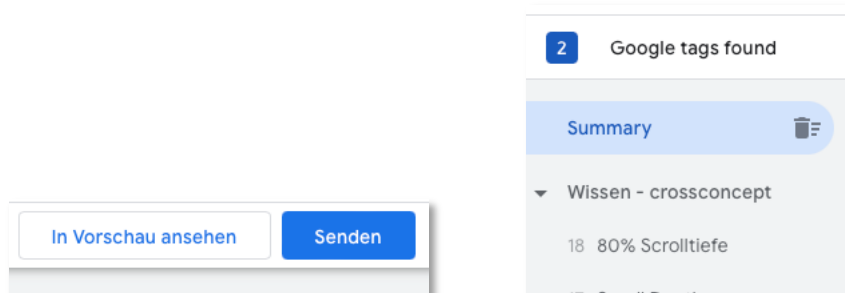 2 Google tags found
Summary
Wissen - crossconcept
18 80% Scrolltiefe
In Vorschau ansehen
Senden